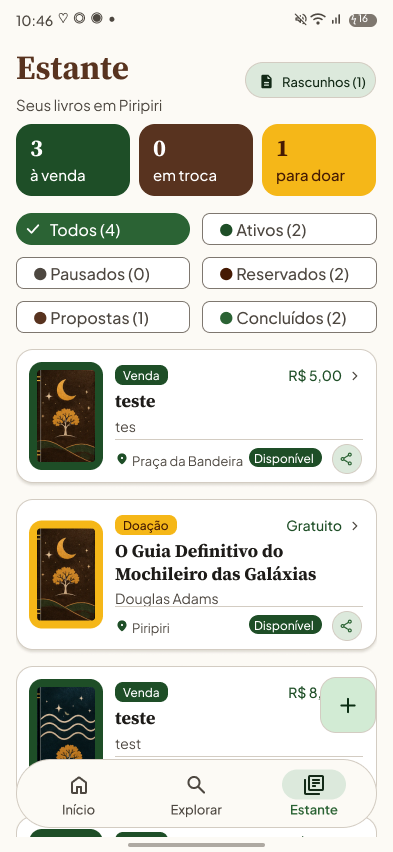 10:46
16
Estante
Rascunhos (1)
Seus livros em Piripiri
3
à venda
0
em troca
1
para doar
Todos (4)
Ativos (2)
Pausados (0)
Reservados (2)
Propostas (1)
Concluídos (2)
Venda
R$ 5,00
teste
tes
Praça da Bandeira
Disponível
Doação
Gratuito
O Guia Definitivo do
Mochileiro das Galáxias
Douglas Adams
Piripiri
Disponível
Venda
R$ 8,
teste
test
Início
Explorar
Estante